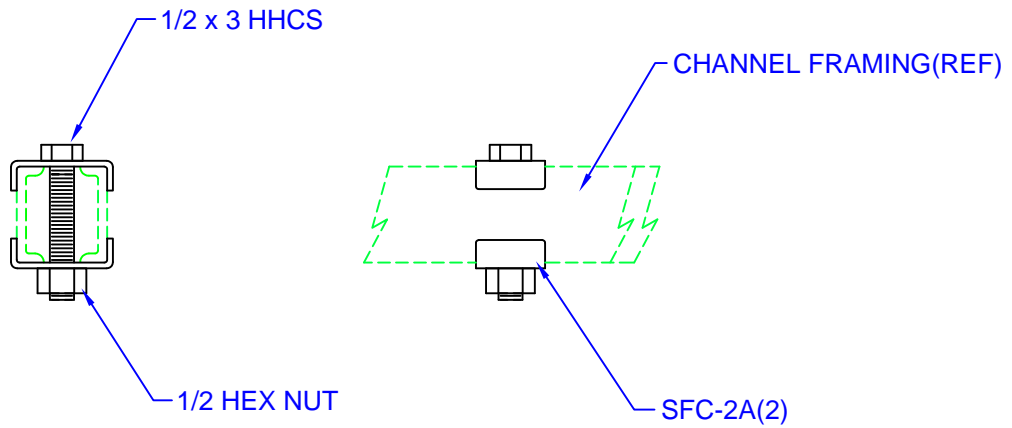 1/2 x 3 HHCS
CHANNEL FRAMING(REF)
1/2 HEX NUT
SFC-2A(2)